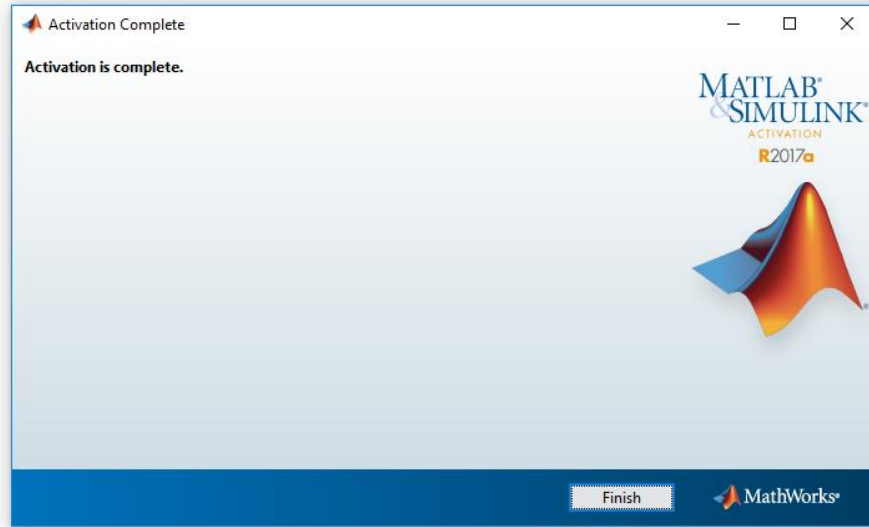 Activation Complete
Activation is complete.
MATLAB®
&SIMULINK®
ACTIVATION
R2017a
®
Finish
MathWorks®